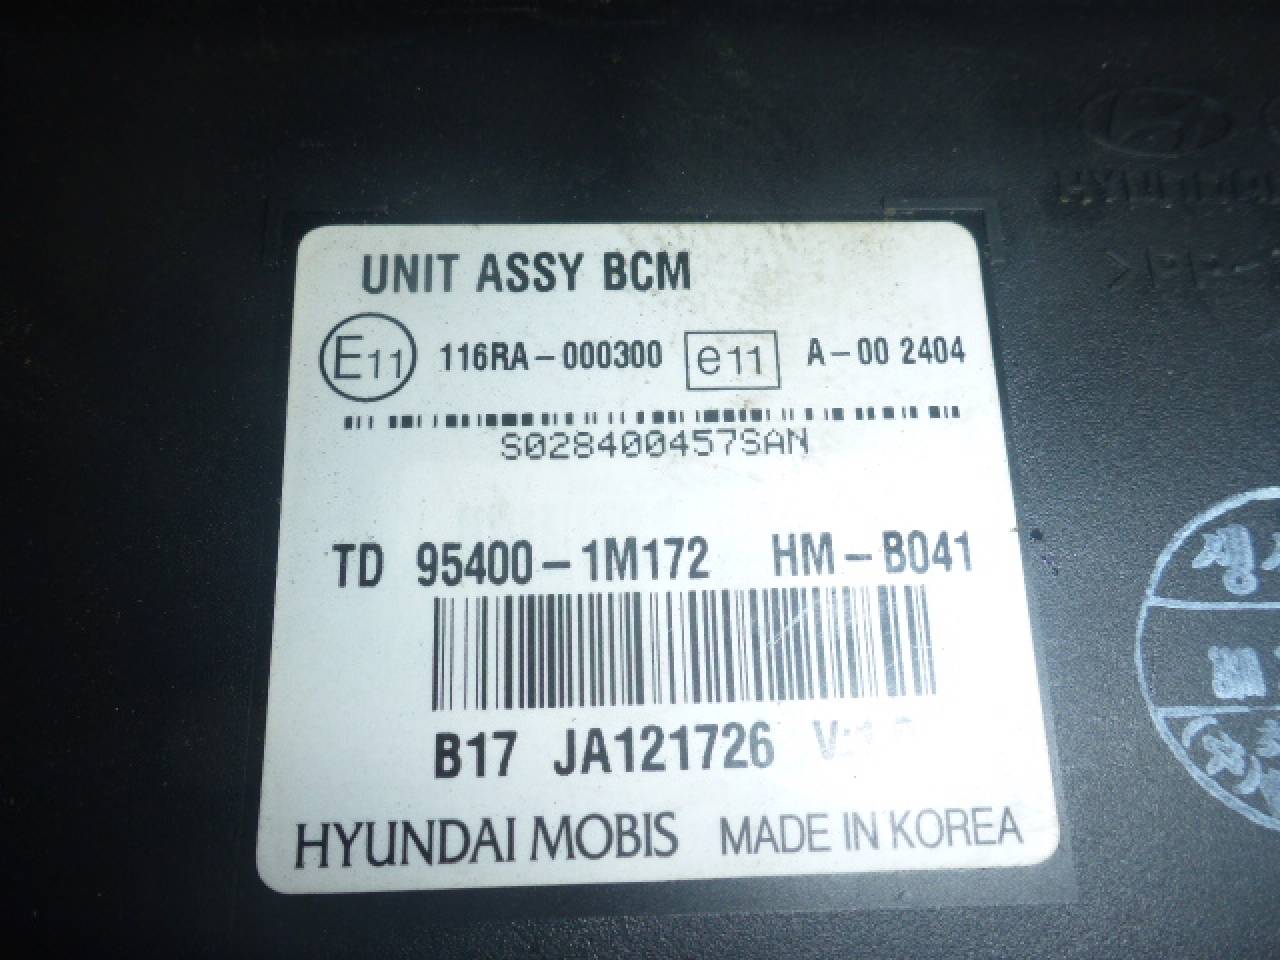 UNIT ASSY BCM
E11 116RA-000300 e11 A-00 2404
S028400457SAN
TD 95400-1M172 HM-B041
B17 JA121726
HYUNDAI MOBIS MADE IN KOREA